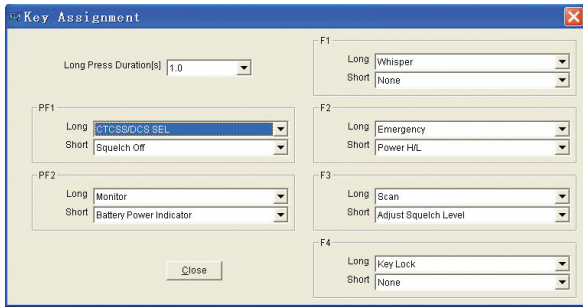 Key Assignment
Long Press Duration[s] 1.0
PF1
Long CTCSS/DCS SEL
Short Squelch Off
PF2
Long Monitor
Short Battery Power Indicator
Close
F1
Long Whisper
Short None
F2
Long Emergency
Short Power H/L
F3
Long Scan
Short Adjust Squelch Level
F4
Long Key Lock
Short None